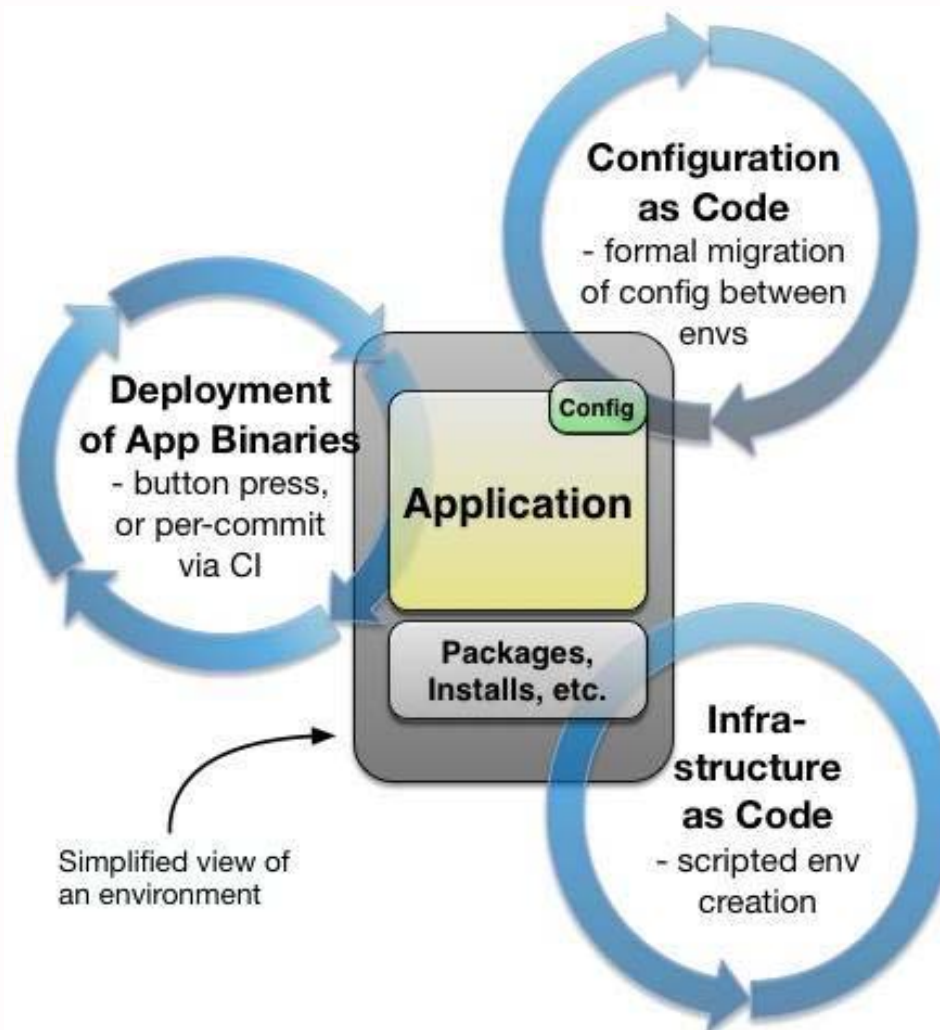 Configuration
as Code
- formal migration
of config between
envs
Deployment
of App Binaries
- button press,
or per-commit
via CI
Config
Application
Packages,
Installs, etc.
Infra-
structure
as Code
- scripted env
creation
Simplified view of
an environment